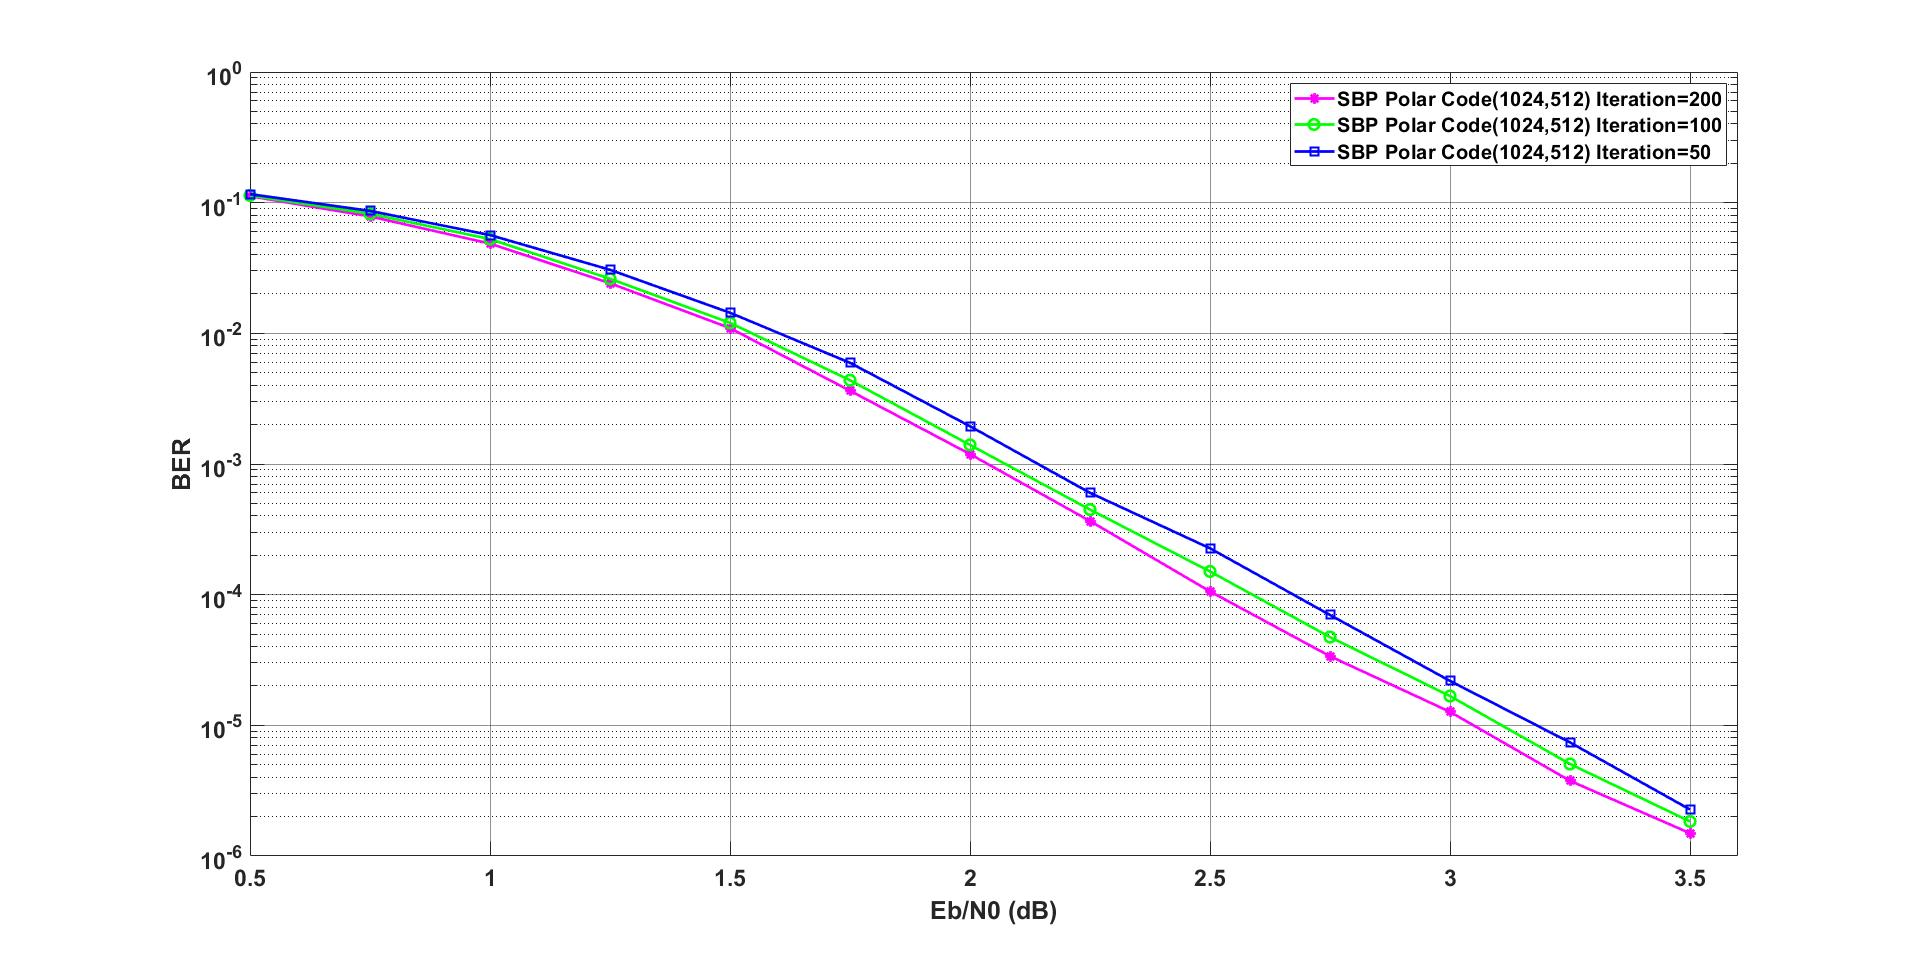 10^0
10^-1
10^-2
10^-3
10^-4
10^-5
10^-6
BER
SBP Polar Code(1024,512) Iteration=200
SBP Polar Code(1024,512) Iteration=100
SBP Polar Code(1024,512) Iteration=50
0.5 1 1.5 2 2.5 3 3.5
Eb/N0 (dB)